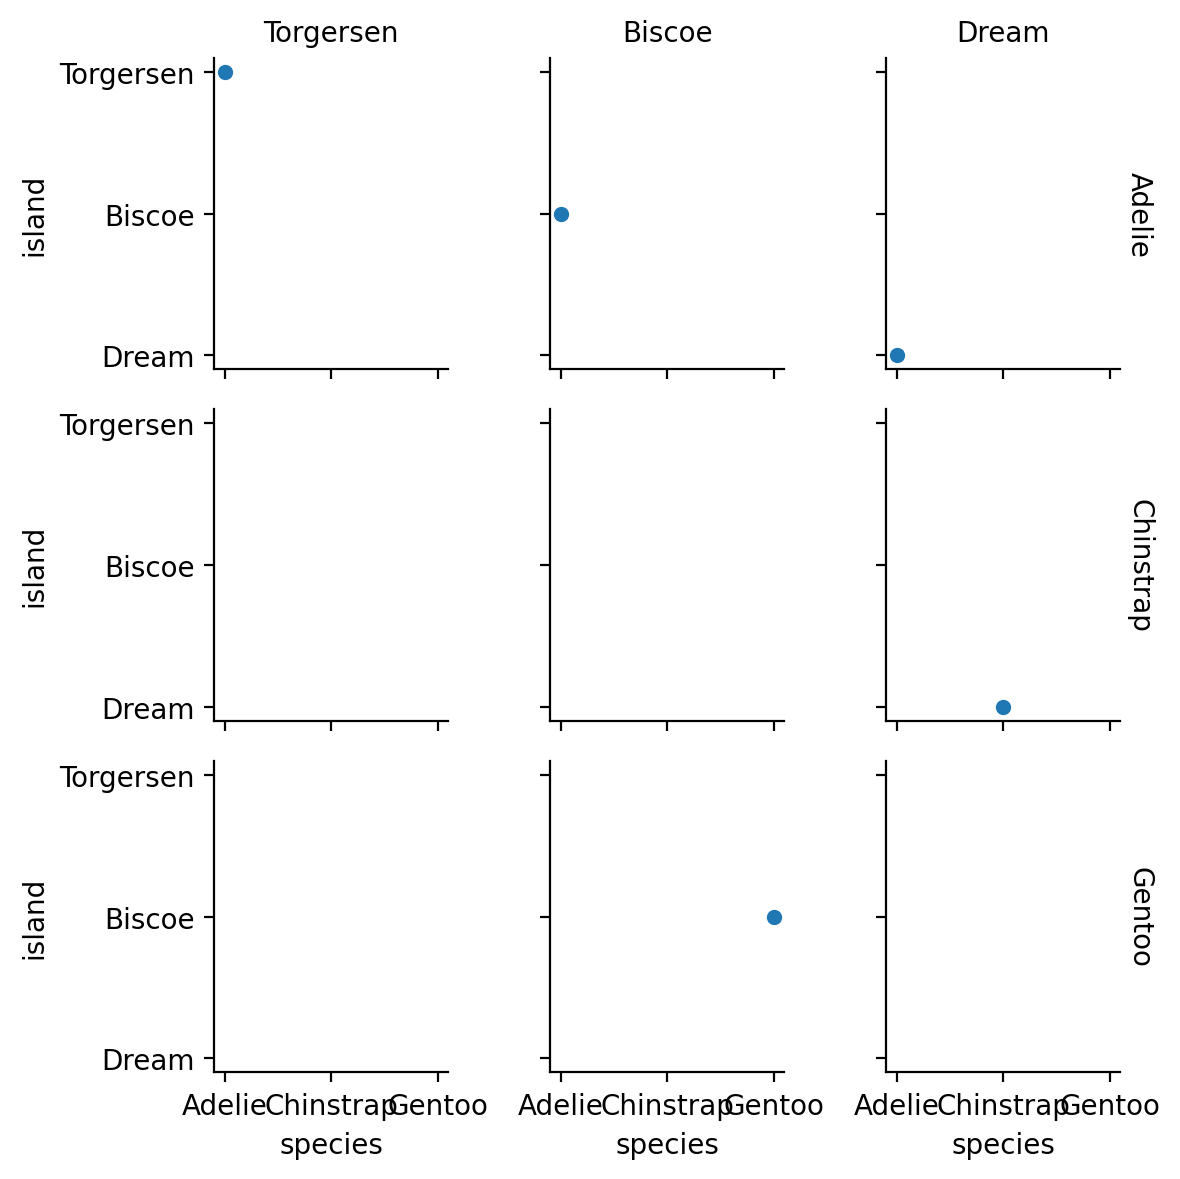 Torgersen Biscoe Dream
Torgersen
Biscoe
Dream
island
Adelie
Torgersen
Biscoe
Dream
island
Chinstrap
Torgersen
Biscoe
Dream
island
Gentoo
Adelie Chinstrap Gentoo Adelie Chinstrap Gentoo Adelie Chinstrap Gentoo
species species species